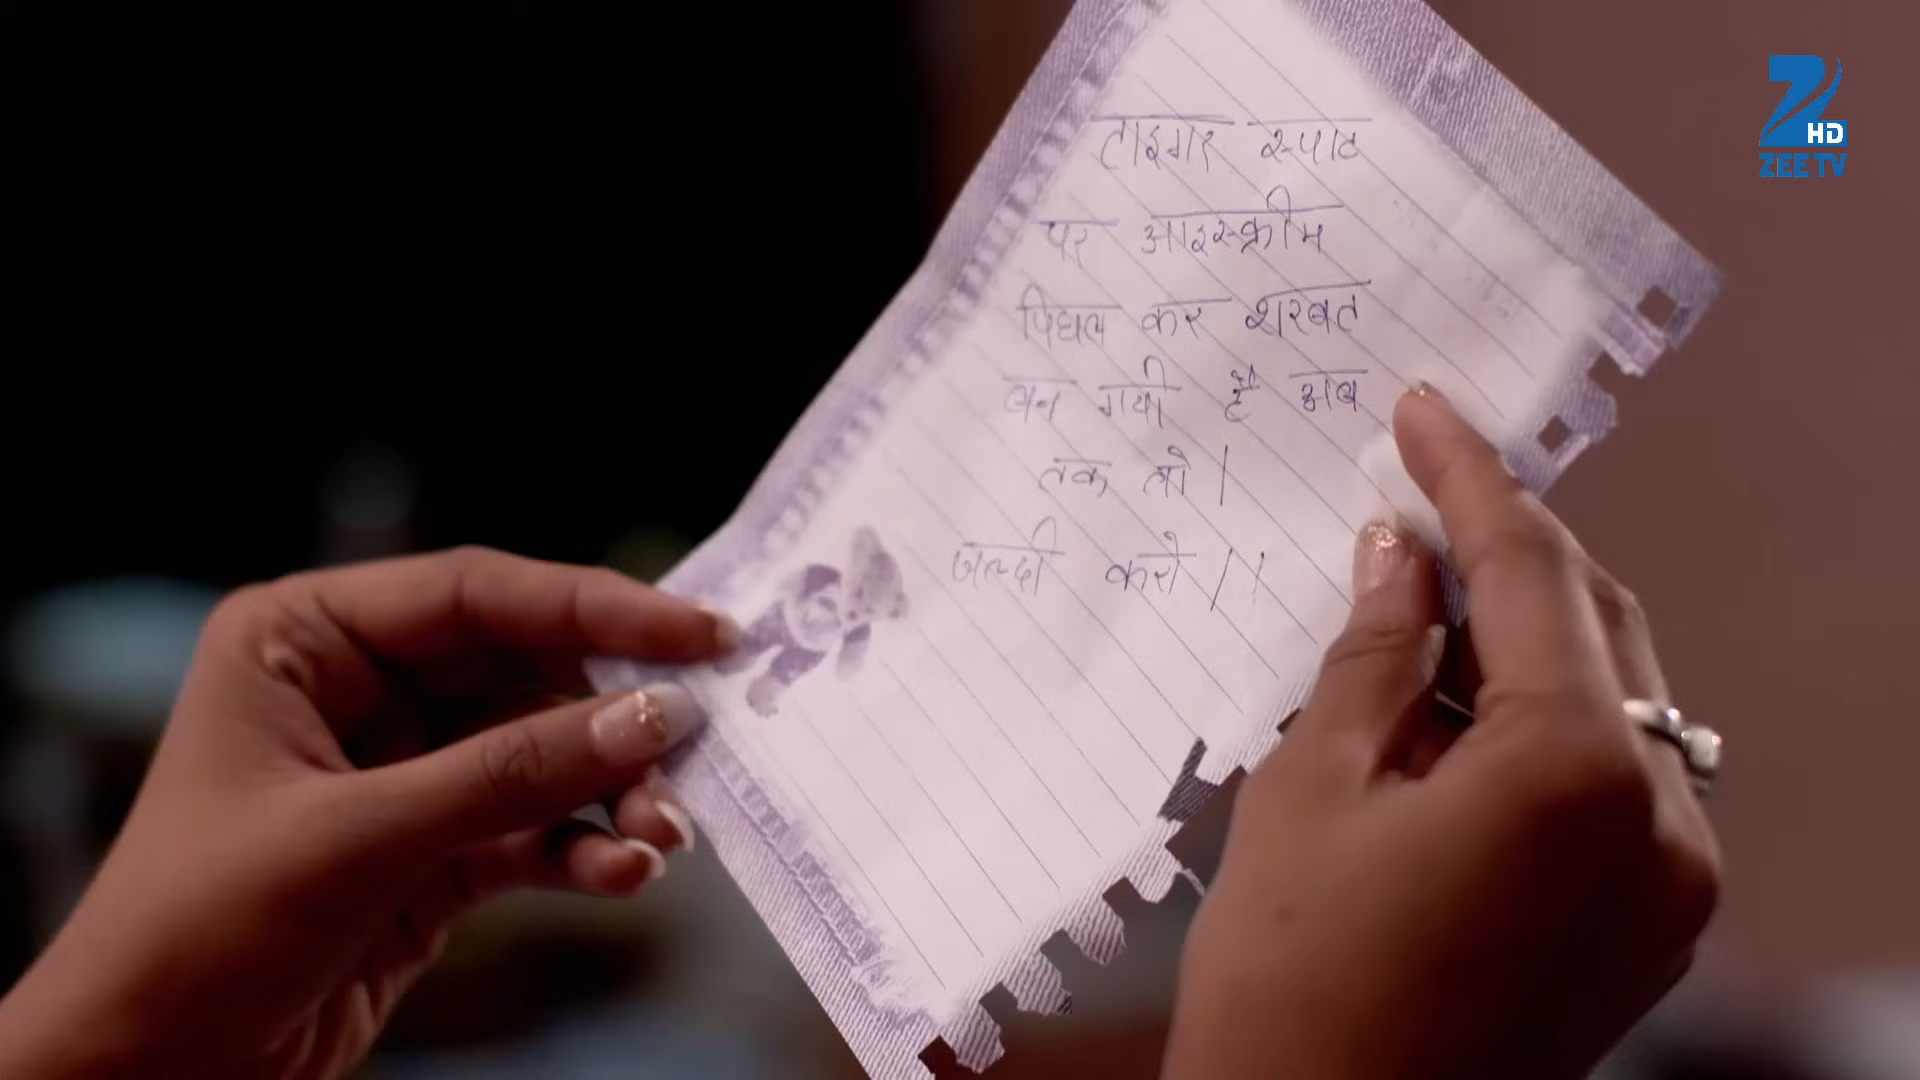 टाइगर स्पाट
पर आइस्क्रीम
पिघल कर शरबत
बन गयी है अब
तक तो।
जल्दी करो।।
Z HD
ZEE TV